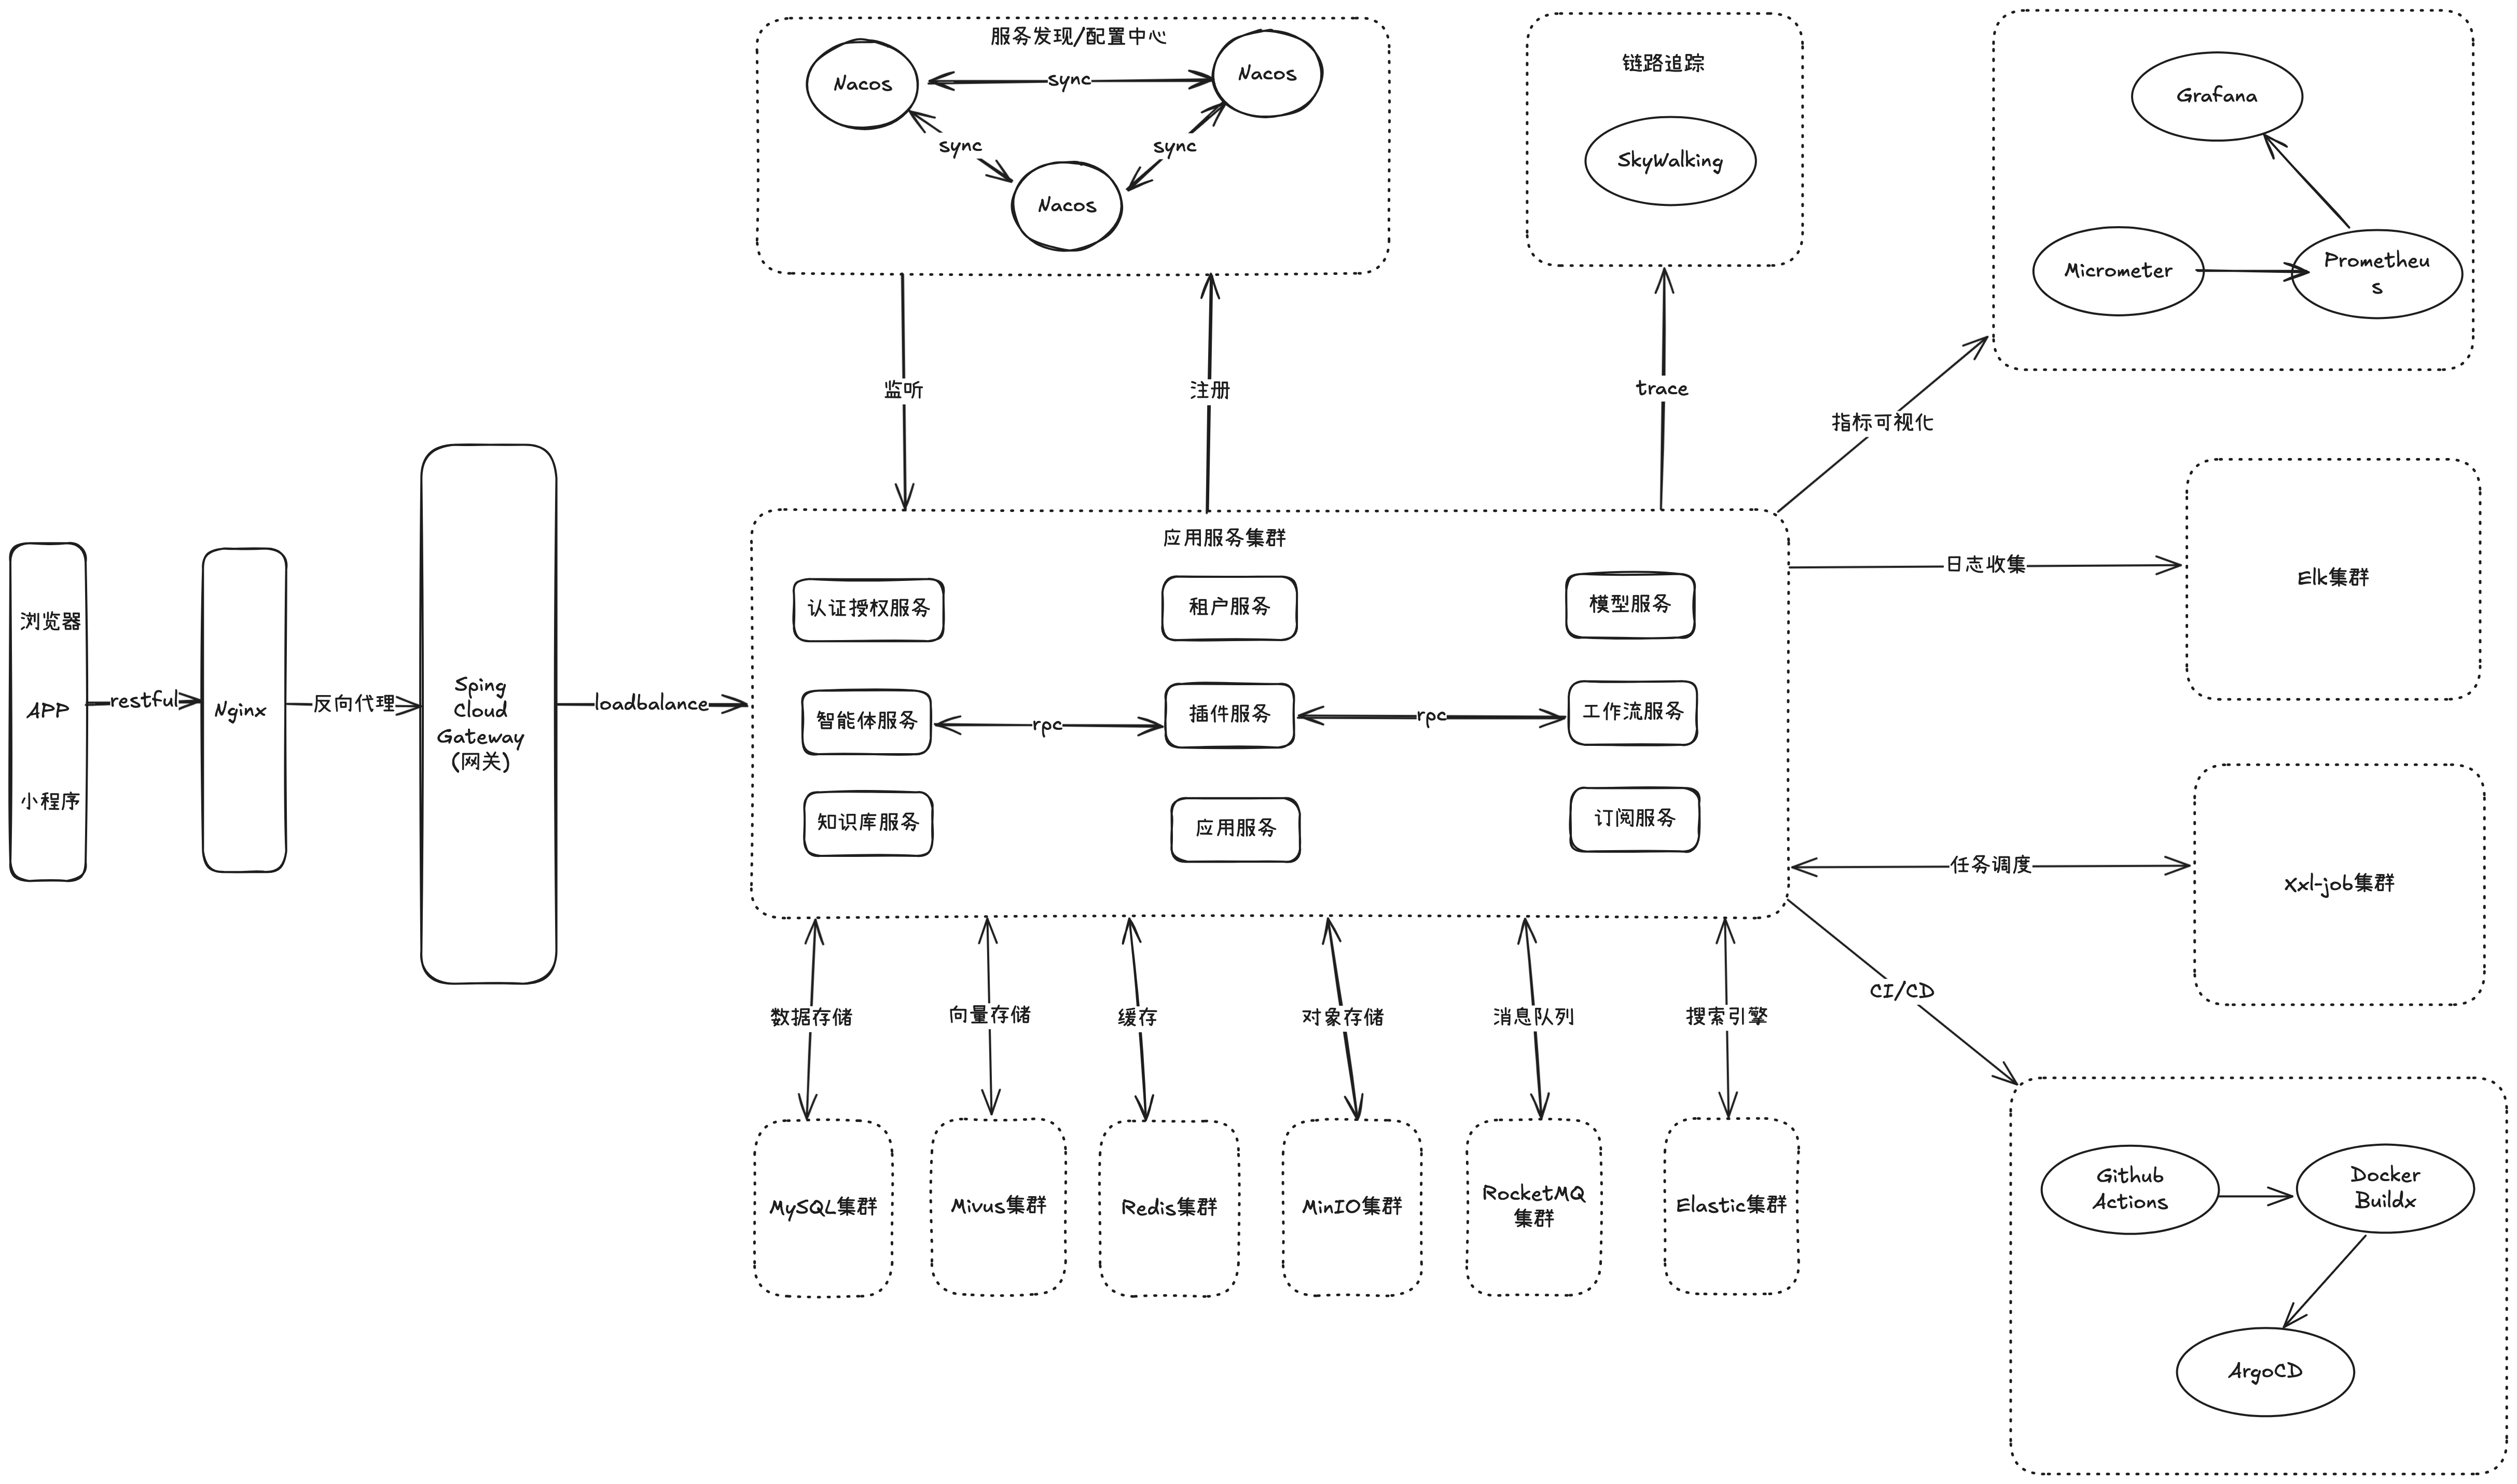 服务发现/配置中心
Nacos
sync
Nacos
sync
sync
Nacos
链路追踪
SkyWalking
Grafana
Micrometer
Prometheu
s
监听
注册
trace
指标可视化
浏览器
APP
小程序
restful
Nginx
反向代理
Sping
Cloud
Gateway
(网关)
loadbalance
应用服务集群
认证授权服务
租户服务
模型服务
智能体服务
rpc
插件服务
rpc
工作流服务
知识库服务
应用服务
订阅服务
日志收集
Elk集群
任务调度
Xxl-job集群
CI/CD
数据存储
向量存储
缓存
对象存储
消息队列
搜索引擎
MySQL集群
Mivus集群
Redis集群
MinIO集群
RocketMQ
集群
Elastic集群
Github
Actions
Docker
Buildx
ArgoCD